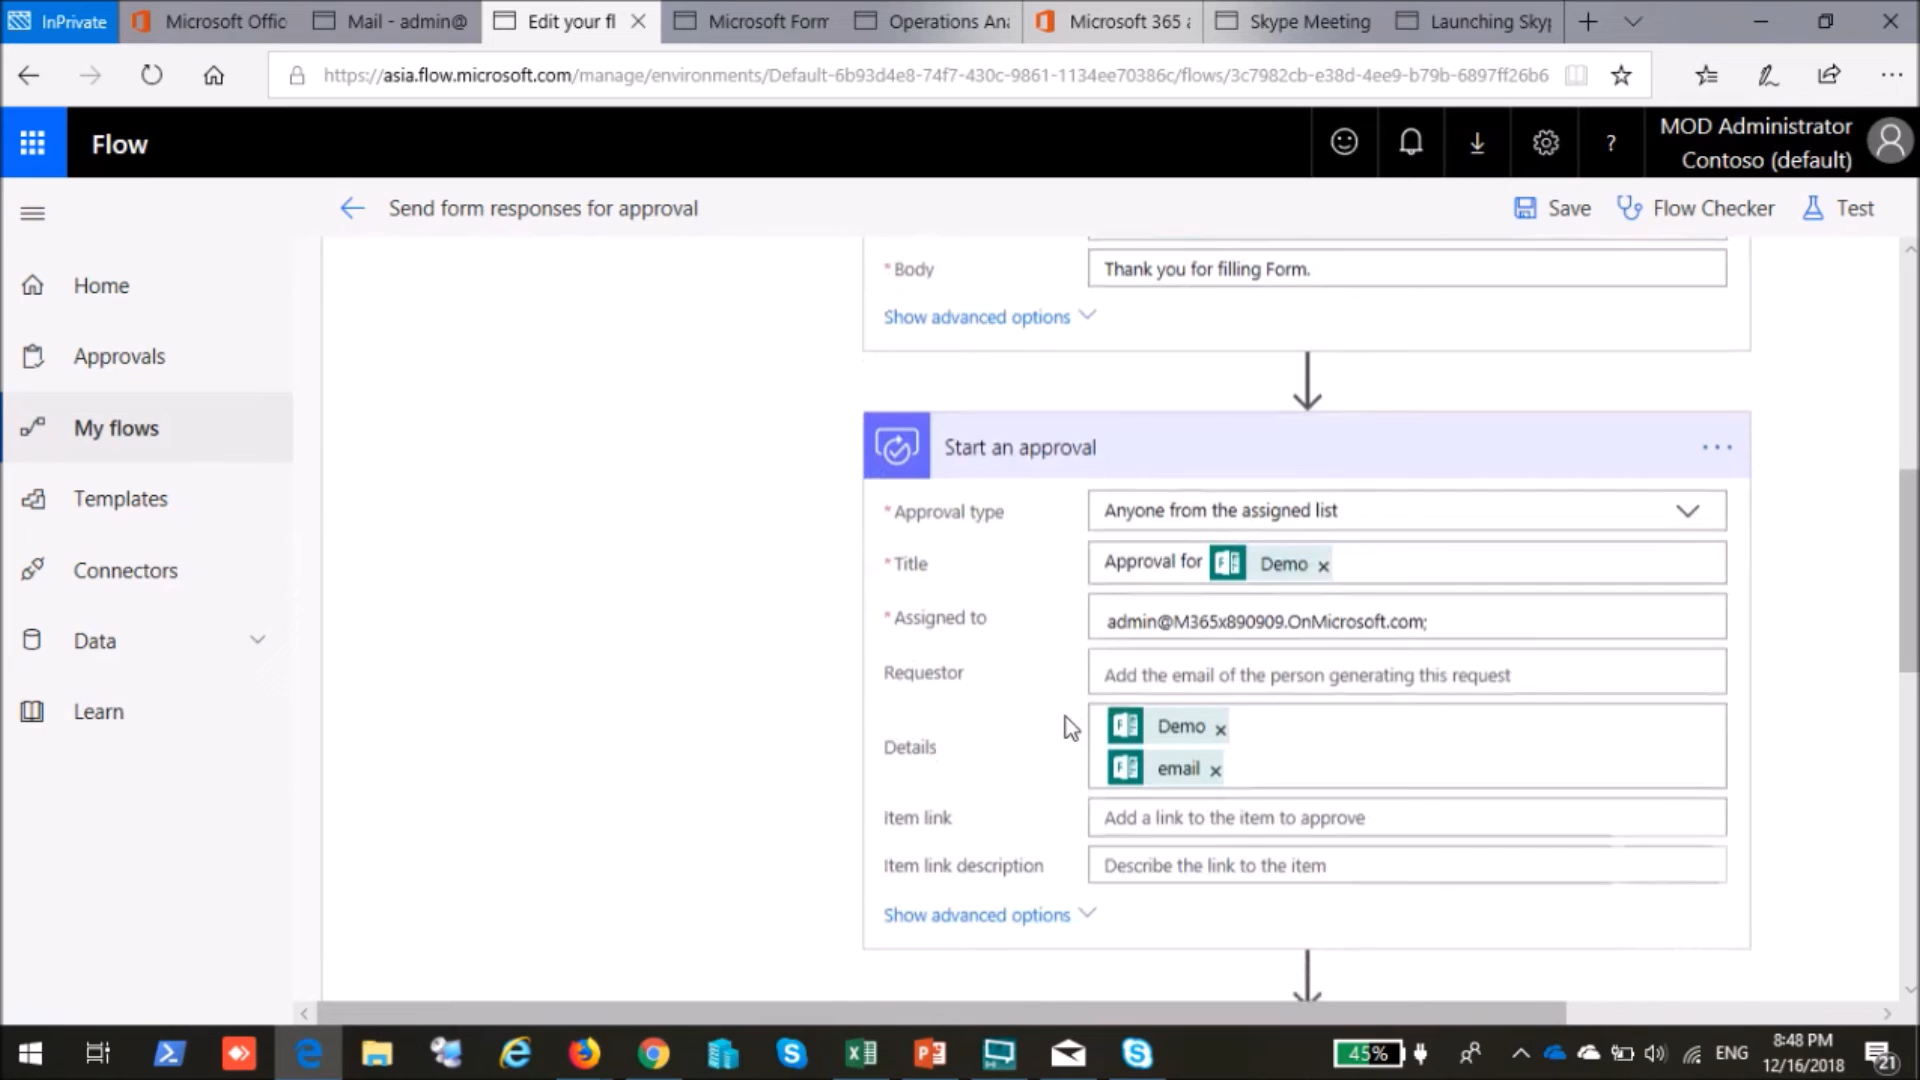 InPrivate
Microsoft Offic
Mail - admin@
Edit your fl
Microsoft Form
Operations Ana
Microsoft 365 a
Skype Meeting
Launching Skyp
https://asia.flow.microsoft.com/manage/environments/Default-6b93d4e8-74f7-430c-9861-1134ee70386c/flows/3c7982cb-e38d-4ee9-b79b-6897ff26b6
Flow
?
MOD Administrator
Contoso (default)
Send form responses for approval
Save
Flow Checker
Test
Home
Approvals
My flows
Templates
Connectors
Data
Learn
* Body
Thank you for filling Form.
Show advanced options
Start an approval
* Approval type
Anyone from the assigned list
* Title
Approval for Demo
* Assigned to
admin@M365x890909.OnMicrosoft.com;
Requestor
Add the email of the person generating this request
Details
Demo
email
Item link
Add a link to the item to approve
Item link description
Describe the link to the item
Show advanced options
45%
ENG
8:48 PM
12/16/2018
21